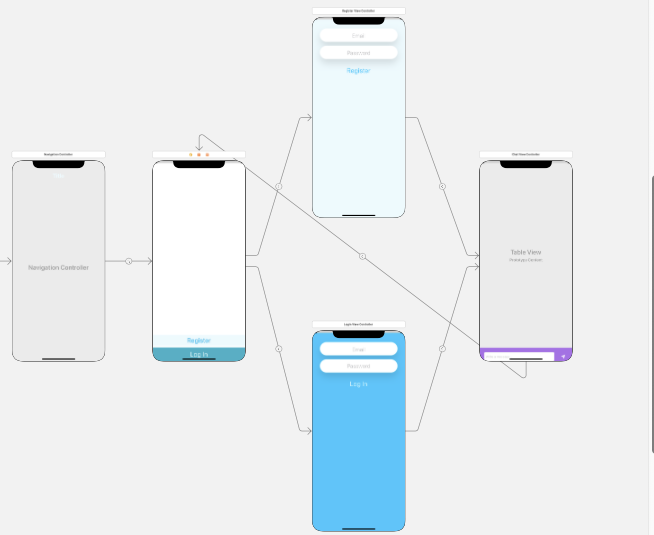 Register View Controller
Email
Password
Register
Navigation Controller
Navigation Controller
Register
Log In
Chat View Controller
Table View
Prototype Content
Login View Controller
Email
Password
Log In